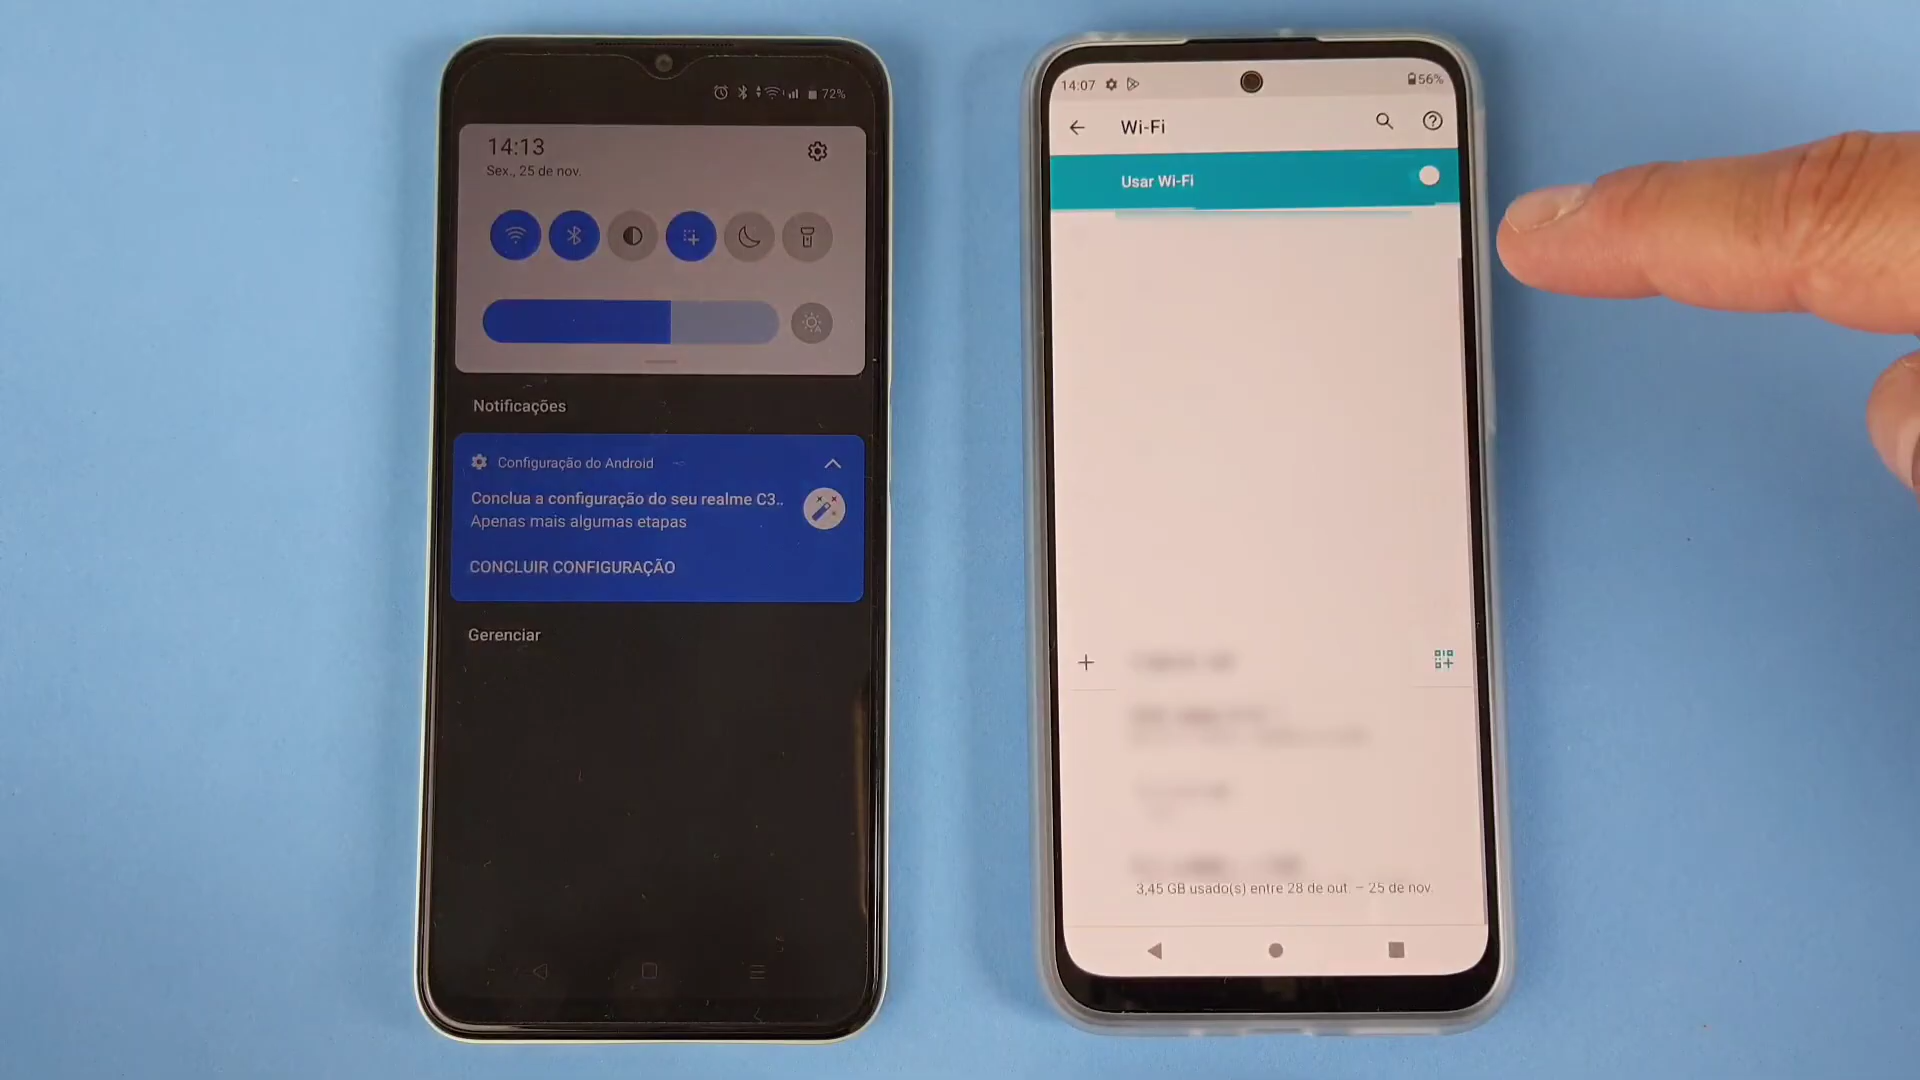 72%
14:13
Sex., 25 de nov.
Notificações
Configuração do Android
Conclua a configuração do seu realme C3..
Apenas mais algumas etapas
CONCLUIR CONFIGURAÇÃO
Gerenciar
14:07
56%
Wi-Fi
Usar Wi-Fi
3,45 GB usado(s) entre 28 de out. – 25 de nov.